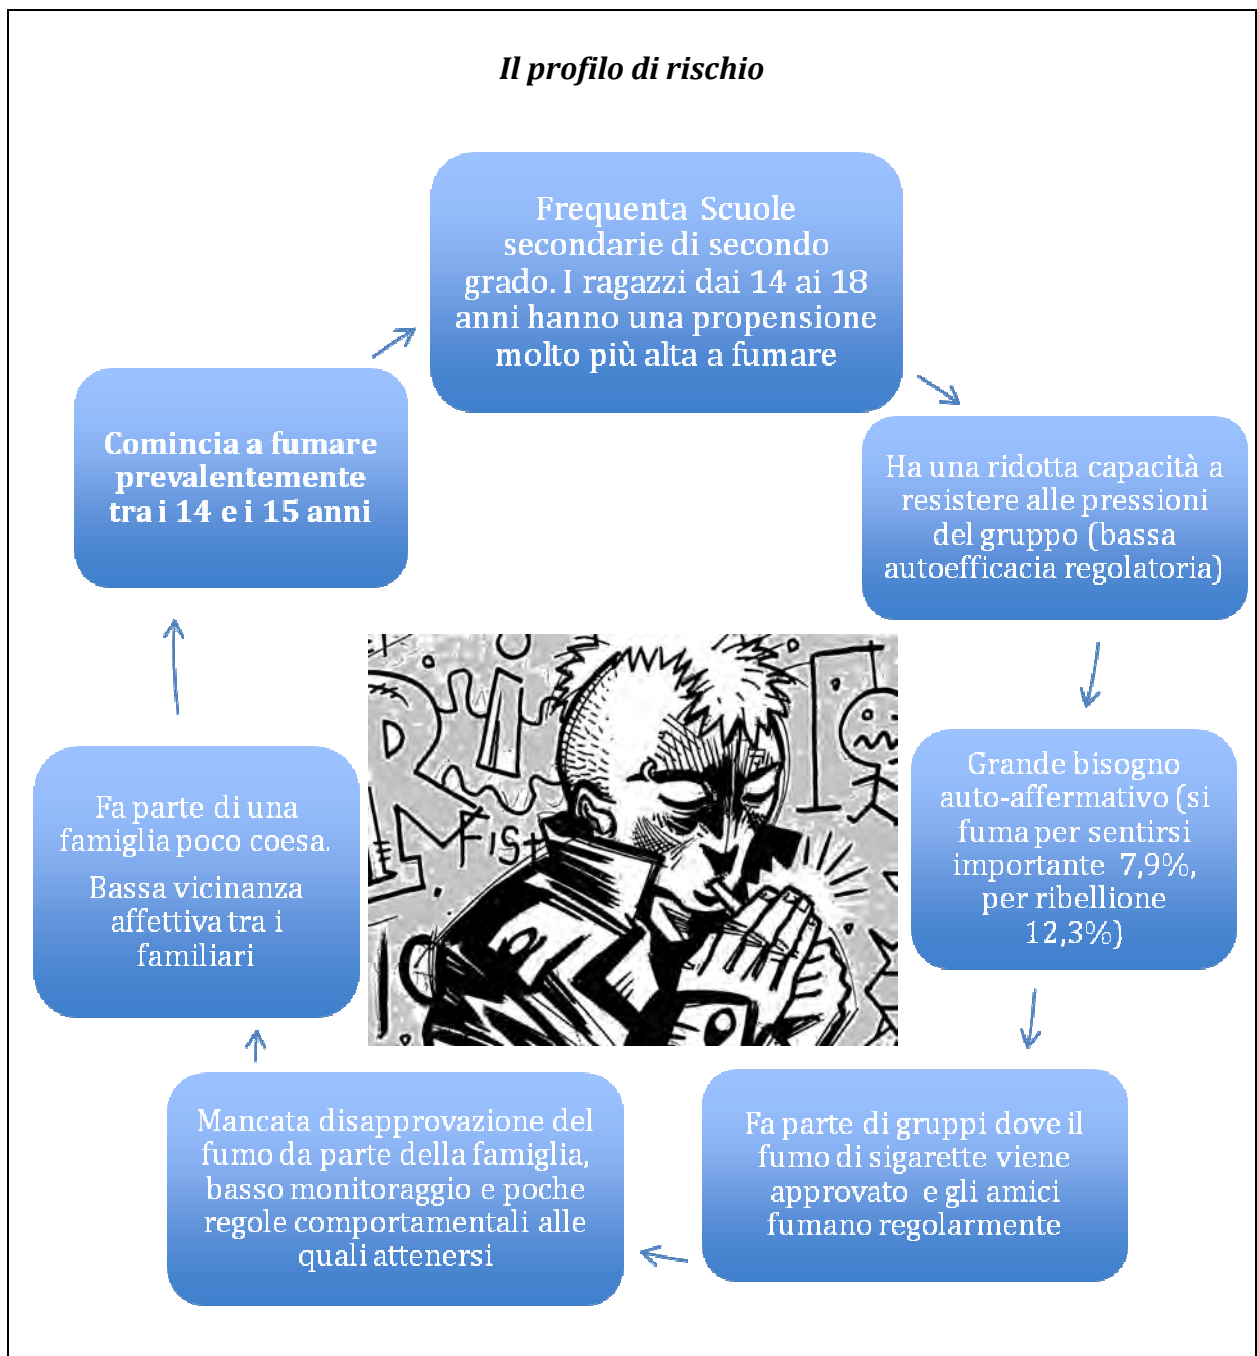 Il profilo di rischio
Frequenta Scuole
secondarie di secondo
grado. I ragazzi dai 14 ai 18
anni hanno una propensione
molto più alta a fumare
Ha una ridotta capacità a
resistere alle pressioni
del gruppo (bassa
autoefficacia regolatoria)
Grande bisogno
auto-affermativo (si
fuma per sentirsi
importante 7,9%,
per ribellione
12,3%)
Fa parte di gruppi dove il
fumo di sigarette viene
approvato e gli amici
fumano regolarmente
Mancata disapprovazione del
fumo da parte della famiglia,
basso monitoraggio e poche
regole comportamentali alle
quali attenersi
Fa parte di una
famiglia poco coesa.
Bassa vicinanza
affettiva tra i
familiari
Comincia a fumare
prevalentemente
tra i 14 e i 15 anni
FIST